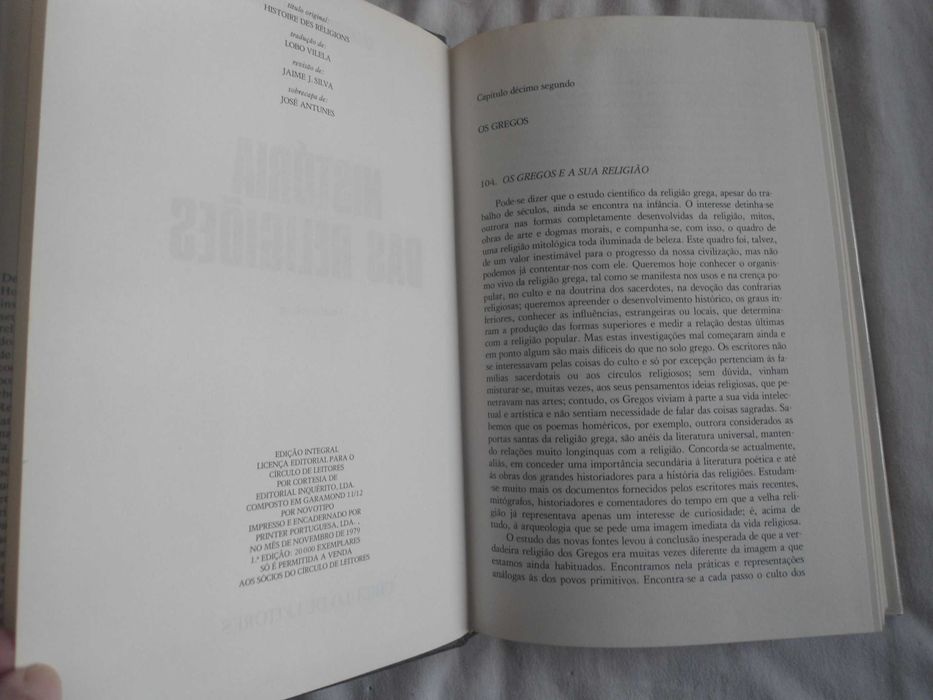 título original:
HISTOIRE DES RELIGIONS
tradução de:
LOBO VILELA
revisão de:
JAIME J. SILVA
sobrecapa de:
JOSÉ ANTUNES
HISTÓRIA
DAS RELIGIÕES
EDIÇÃO INTEGRAL
LICENÇA EDITORIAL PARA O
CÍRCULO DE LEITORES
POR CORTESIA DE
EDITORIAL INQUÉRITO, LDA.
COMPOSTO EM GARAMOND 11/12
POR NOVOTIPO
IMPRESSO E ENCADERNADO POR
PRINTER PORTUGUESA, LDA.,
NO MÊS DE NOVEMBRO DE 1979
1.ª EDIÇÃO: 20 000 EXEMPLARES
SÓ É PERMITIDA A VENDA
AOS SÓCIOS DO CÍRCULO DE LEITORES
CÍRCULO DE LEITORES
Capítulo décimo segundo
OS GREGOS
104. OS GREGOS E A SUA RELIGIÃO
Pode-se dizer que o estudo científico da religião grega, apesar do tra-
balho de séculos, ainda se encontra na infância. O interesse detinha-se
outrora nas formas completamente desenvolvidas da religião, mitos,
obras de arte e dogmas morais, e compunha-se, com isso, o quadro de
uma religião mitológica toda iluminada de beleza. Este quadro foi, talvez,
de um valor inestimável para o progresso da nossa civilização, mas não
podemos já contentar-nos com ele. Queremos hoje conhecer o organis-
mo vivo da religião grega, tal como se manifesta nos usos e na crença po-
pular, no culto e na doutrina dos sacerdotes, na devoção das confrarias
religiosas; queremos apreender o desenvolvimento histórico, os graus in-
feriores, conhecer as influências, estrangeiras ou locais, que determina-
ram a produção das formas superiores e medir a relação destas últimas
com a religião popular. Mas estas investigações mal começaram ainda e
em ponto algum são mais difíceis do que no solo grego. Os escritores não
se interessavam pelas coisas do culto e só por excepção pertenciam às fa-
mílias sacerdotais ou aos círculos religiosos; sem dúvida, vinham
misturar-se, muitas vezes, aos seus pensamentos ideias religiosas, que pe-
netravam nas artes; contudo, os Gregos viviam à parte a sua vida intelec-
tual e artística e não sentiam necessidade de falar das coisas sagradas. Sa-
bemos que os poemas homéricos, por exemplo, outrora considerados as
portas santas da religião grega, são anéis da literatura universal, manten-
do relações muito longínquas com a religião. Concorda-se actualmente,
aliás, em conceder uma importância secundária à literatura poética e até
às obras dos grandes historiadores para a história das religiões. Estudam-
-se muito mais os documentos fornecidos pelos escritores mais recentes,
mitógrafos, historiadores e comentadores do tempo em que a velha reli-
gião já representava apenas um interesse de curiosidade; é, acima de
tudo, à arqueologia que se pede uma imagem imediata da vida religiosa.
O estudo das novas fontes levou à conclusão inesperada de que a ver-
dadeira religião dos Gregos era muitas vezes diferente da imagem a que
estamos ainda habituados. Encontramos nela práticas e representações
análogas às dos povos primitivos. Encontra-se a cada passo o culto dos